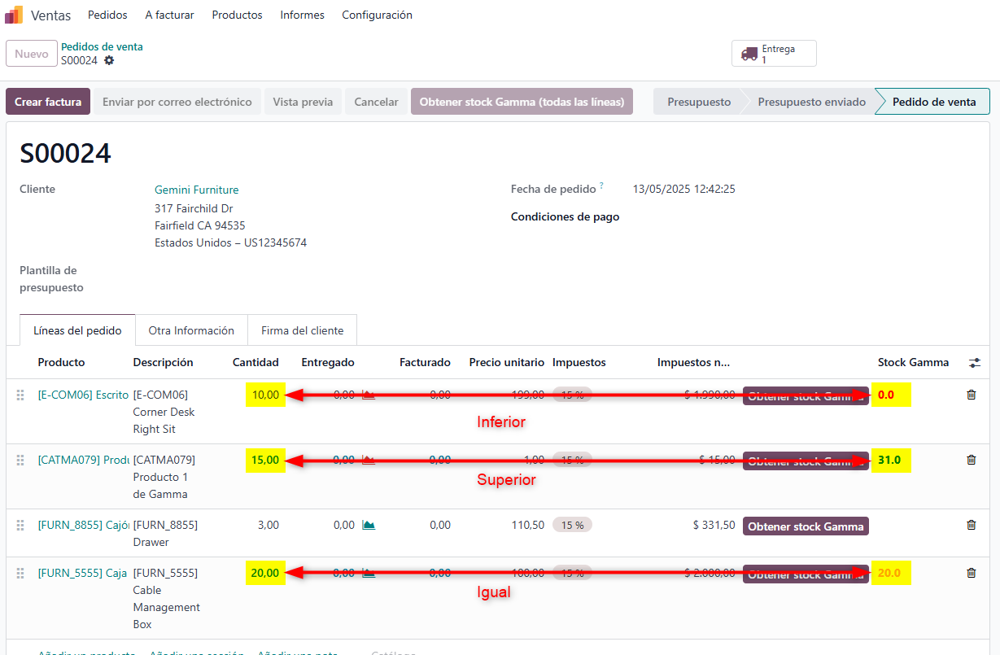 Ventas Pedidos A facturar Productos Informes Configuración
Nuevo
Pedidos de venta
S00024
Entrega
1
Crear factura Enviar por correo electrónico Vista previa Cancelar Obtener stock Gamma (todas las líneas) Presupuesto Presupuesto enviado Pedido de venta
S00024
Cliente
Gemini Furniture
317 Fairchild Dr
Fairfield CA 94535
Estados Unidos – US12345674
Fecha de pedido ? 13/05/2025 12:42:25
Condiciones de pago
Plantilla de
presupuesto
Líneas del pedido Otra Información Firma del cliente
Producto Descripción Cantidad Entregado Facturado Precio unitario Impuestos Impuestos n... Stock Gamma
[E-COM06] Escrito [E-COM06] 10,00 0,00 0,00 199,00 15 % $ 1.990,00 Obtener stock Gamma 0.0
Corner Desk
Right Sit
Inferior
[CATMA079] Produ [CATMA079] 15,00 0,00 0,00 1,00 15 % $ 15,00 Obtener stock Gamma 31.0
Producto 1
de Gamma
Superior
[FURN_8855] Cajó [FURN_8855] 3,00 0,00 0,00 110,50 15 % $ 331,50 Obtener stock Gamma
Drawer
[FURN_5555] Caja [FURN_5555] 20,00 0,00 0,00 100,00 15 % $ 2.000,00 Obtener stock Gamma 20.0
Cable
Management
Box
Igual
Añadir un producto Añadir una sección Añadir una nota Catálogo